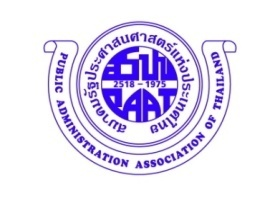 สมาคมรัฐประศาสนศาสตร์แห่งประเทศไทย
สรปท
2518 - 1975
PAAT
PUBLIC ADMINISTRATION ASSOCIATION OF THAILAND